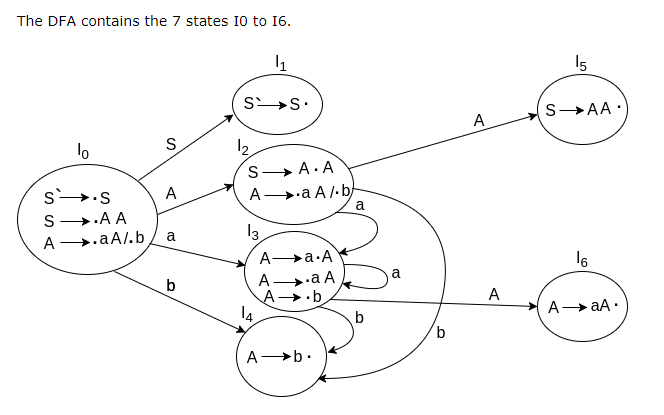 The DFA contains the 7 states I0 to I6.
I1
S`⟶S·
I5
S⟶AA·
A
I0
S`⟶·S
S⟶·A A
A⟶·aA/·b
S
A
a
b
I2
S⟶A·A
A⟶·a A/·b
a
I3
A⟶a·A
A⟶·a A
A⟶·b
a
b
A
b
I6
A⟶aA·
I4
A⟶b·